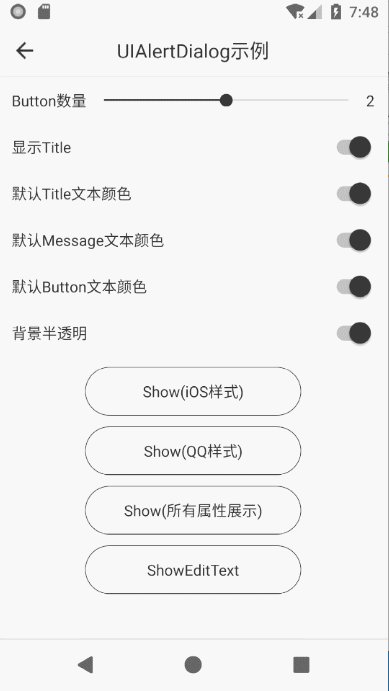 7:48
UIAlertDialog示例
Button数量 2
显示Title
默认Title文本颜色
默认Message文本颜色
默认Button文本颜色
背景半透明
Show(iOS样式)
Show(QQ样式)
Show(所有属性展示)
ShowEditText